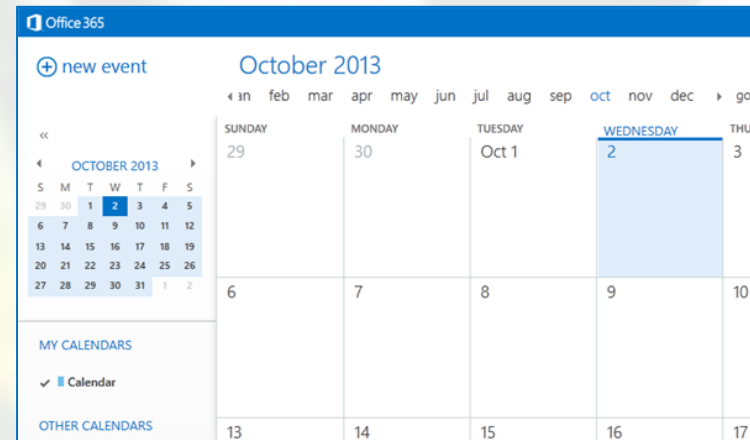 Office 365
new event
October 2013
an feb mar apr may jun jul aug sep oct nov dec go
«
OCTOBER 2013
S M T W T F S
29 30 1 2 3 4 5
6 7 8 9 10 11 12
13 14 15 16 17 18 19
20 21 22 23 24 25 26
27 28 29 30 31 1 2
MY CALENDARS
Calendar
OTHER CALENDARS
SUNDAY MONDAY TUESDAY WEDNESDAY THU
29 30 Oct 1 2 3
6 7 8 9 10
13 14 15 16 17